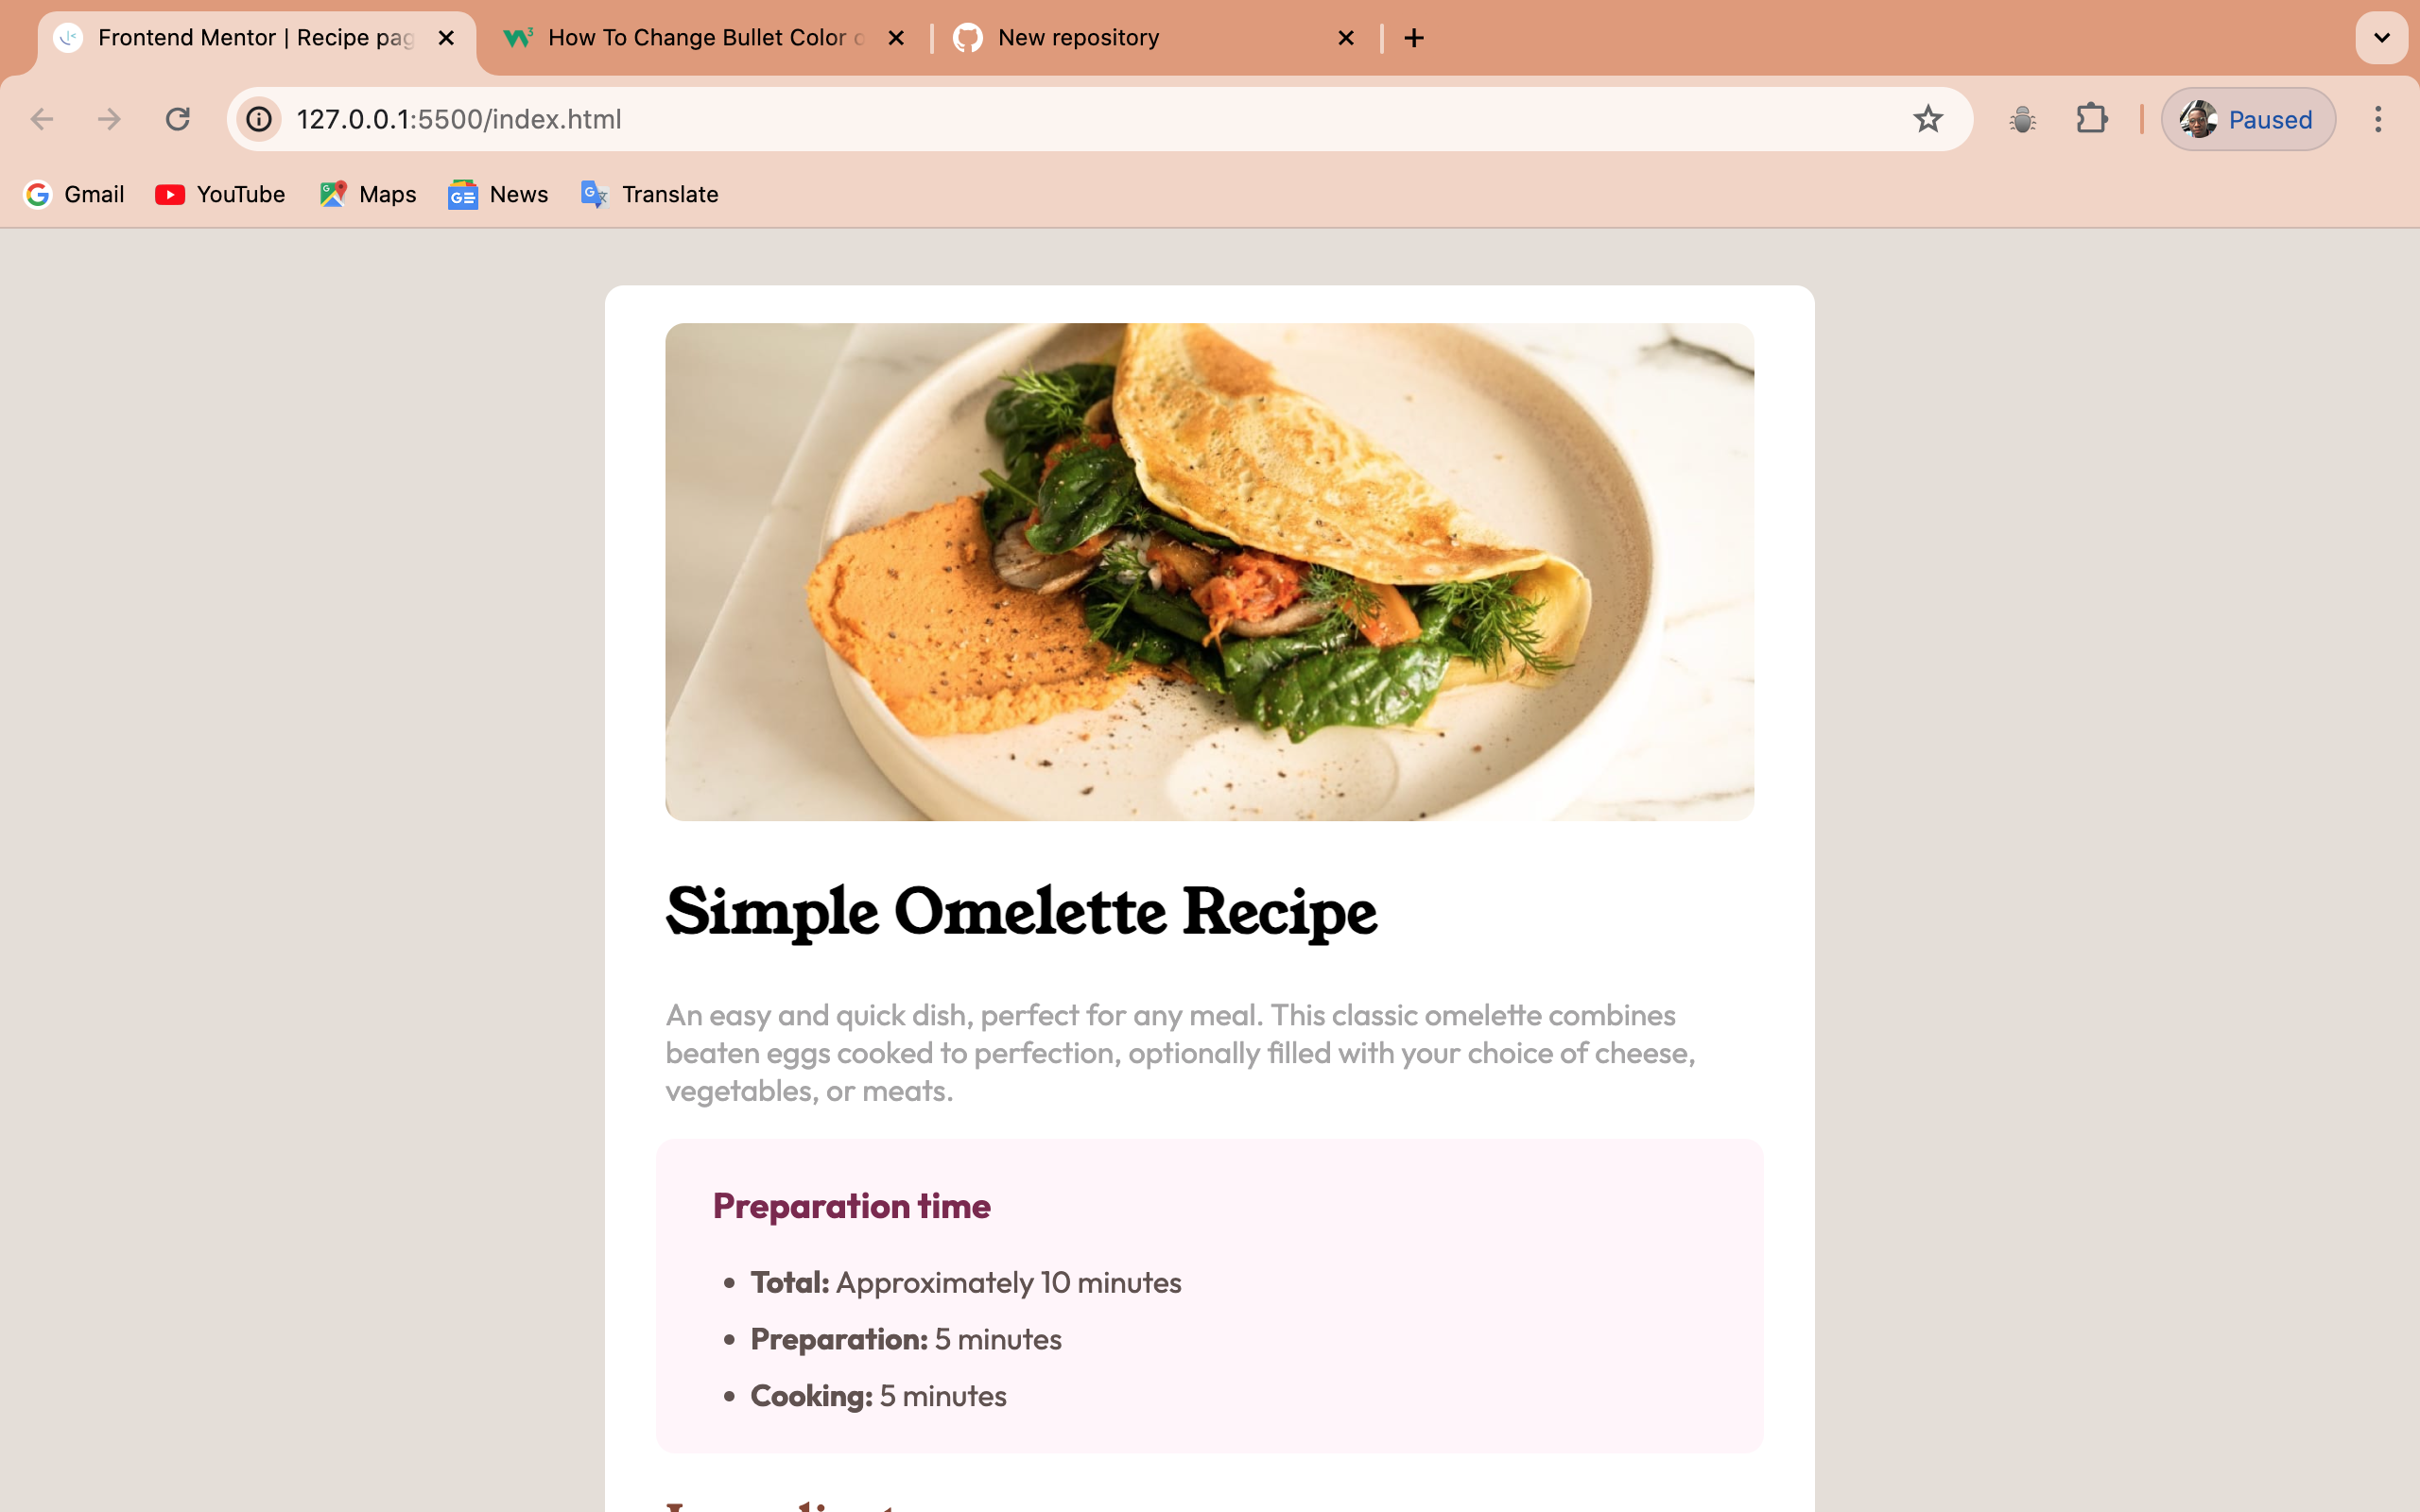 Frontend Mentor | Recipe pag
How To Change Bullet Color o
New repository
127.0.0.1:5500/index.html
Paused
Gmail
YouTube
Maps
News
Translate
Simple Omelette Recipe
An easy and quick dish, perfect for any meal. This classic omelette combines
beaten eggs cooked to perfection, optionally filled with your choice of cheese,
vegetables, or meats.
Preparation time
Total: Approximately 10 minutes
Preparation: 5 minutes
Cooking: 5 minutes